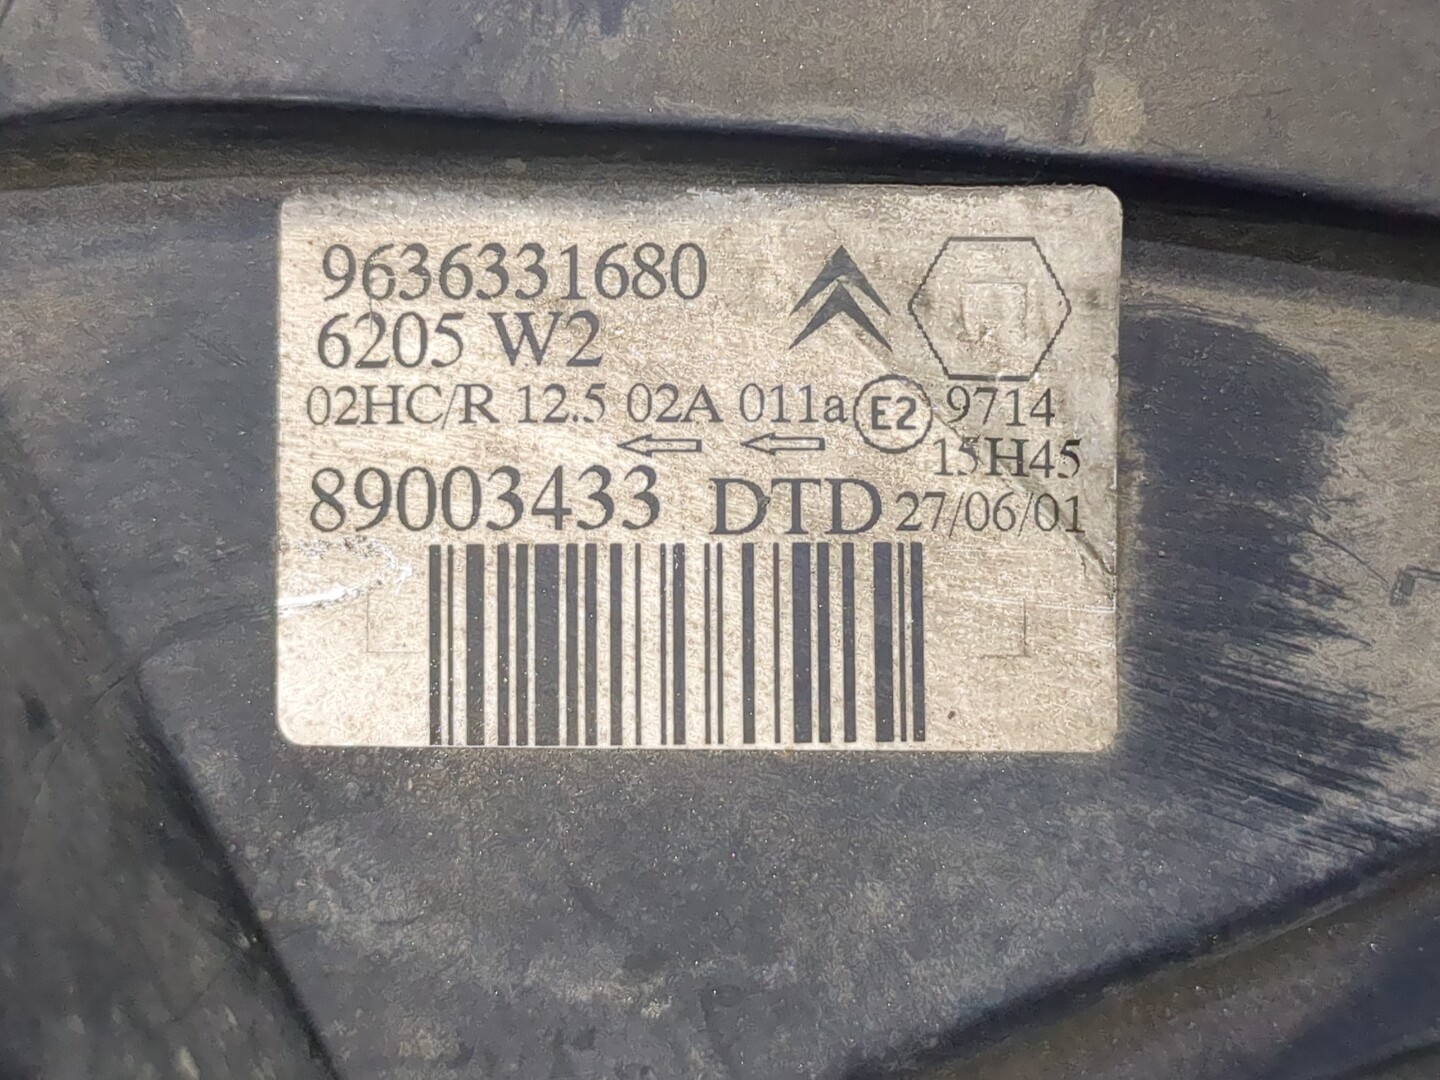 9636331680
6205 W2
02HC/R 12.5 02A 011a E2 9714
15H45
89003433 DTD 27/06/01